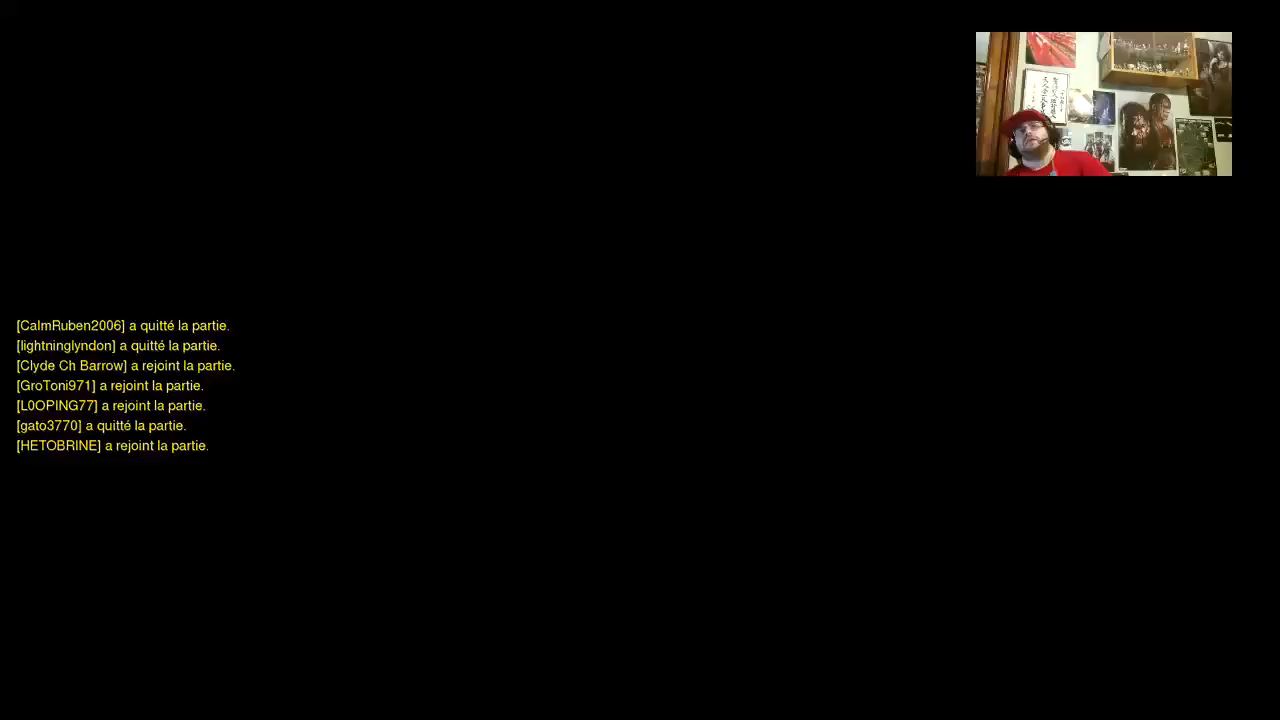 [CalmRuben2006] a quitté la partie.
[lightninglyndon] a quitté la partie.
[Clyde Ch Barrow] a rejoint la partie.
[GroToni971] a rejoint la partie.
[L0OPING77] a rejoint la partie.
[gato3770] a quitté la partie.
[HETOBRINE] a rejoint la partie.